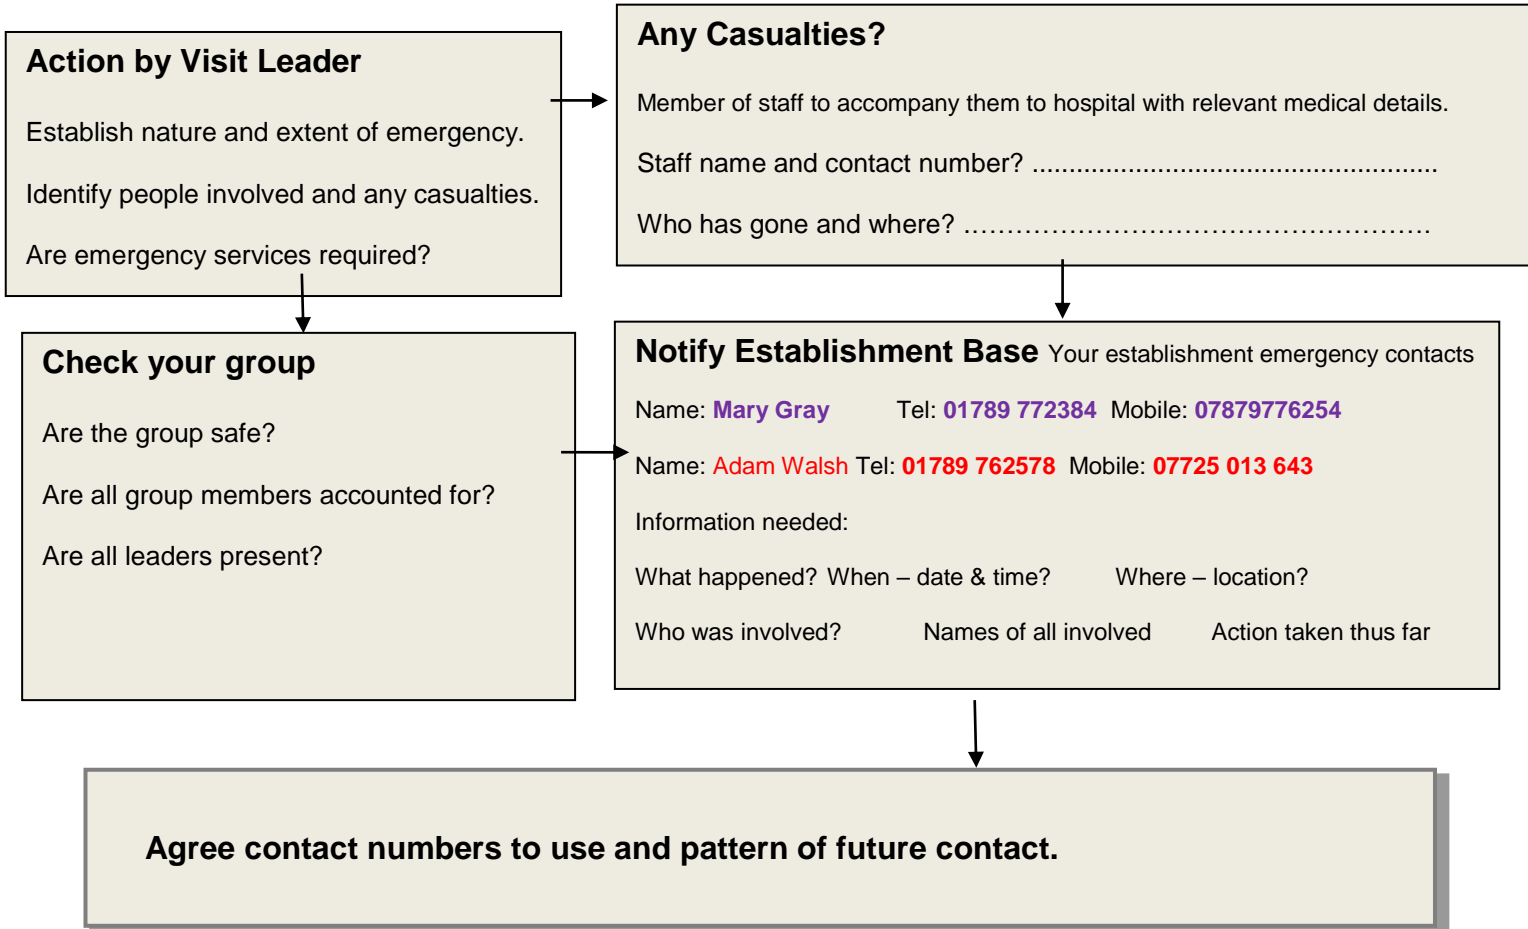 Action by Visit Leader
Establish nature and extent of emergency.
Identify people involved and any casualties.
Are emergency services required?
Any Casualties?
Member of staff to accompany them to hospital with relevant medical details.
Staff name and contact number? .......................................................
Who has gone and where? ……………………………………………….
Check your group
Are the group safe?
Are all group members accounted for?
Are all leaders present?
Notify Establishment Base Your establishment emergency contacts
Name: Mary Gray Tel: 01789 772384 Mobile: 07879776254
Name: Adam Walsh Tel: 01789 762578 Mobile: 07725 013 643
Information needed:
What happened? When – date & time? Where – location?
Who was involved? Names of all involved Action taken thus far
Agree contact numbers to use and pattern of future contact.